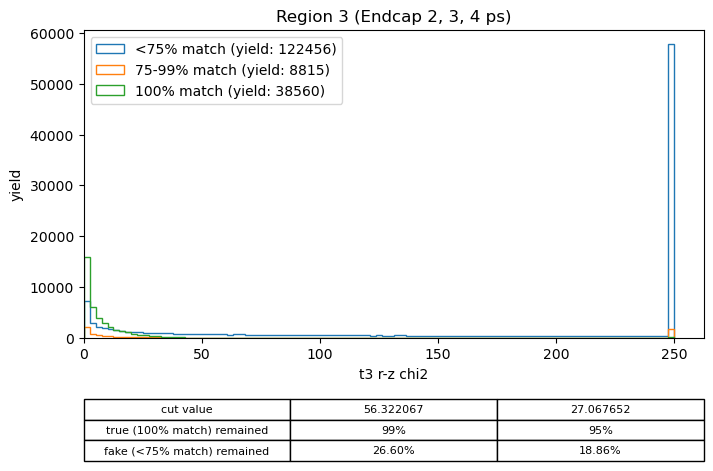 Region 3 (Endcap 2, 3, 4 ps)
<75% match (yield: 122456)
75-99% match (yield: 8815)
100% match (yield: 38560)
yield
60000
50000
40000
30000
20000
10000
0
0 50 100 150 200 250
t3 r-z chi2
cut value 56.322067 27.067652
true (100% match) remained 99% 95%
fake (<75% match) remained 26.60% 18.86%